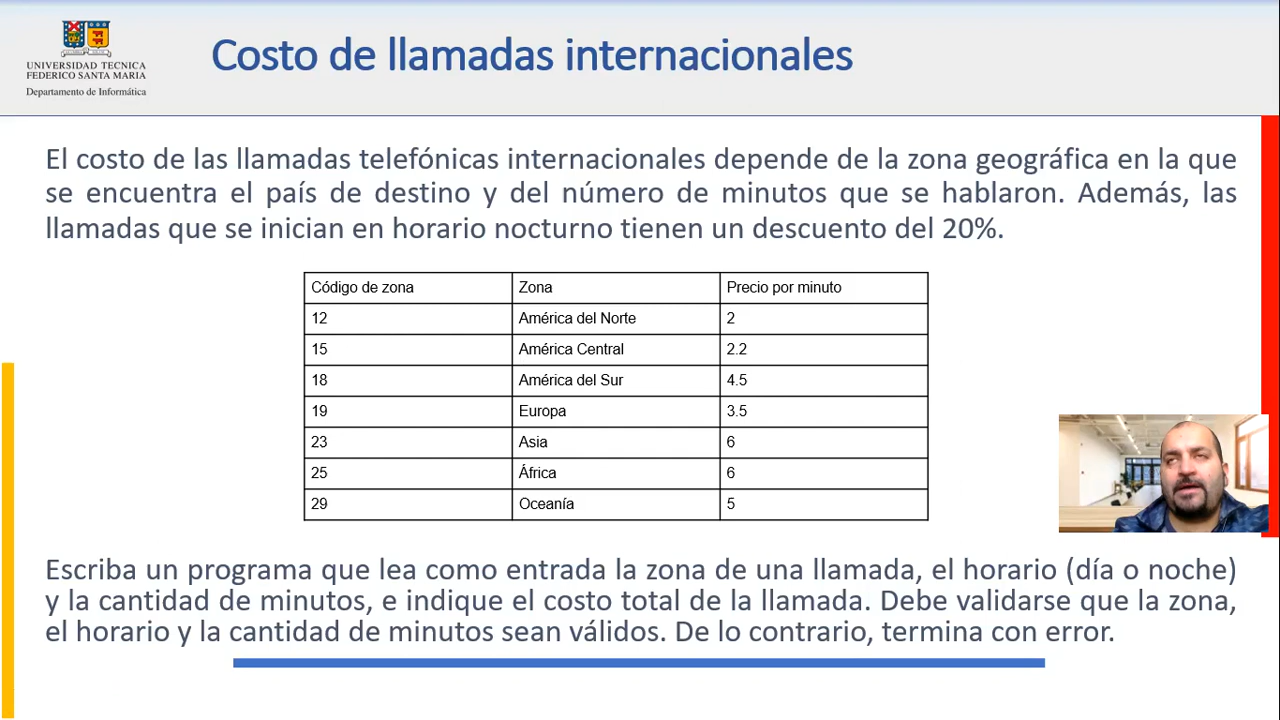 UNIVERSIDAD TECNICA
FEDERICO SANTA MARIA
Departamento de Informática
Costo de llamadas internacionales
El costo de las llamadas telefónicas internacionales depende de la zona geográfica en la que
se encuentra el país de destino y del número de minutos que se hablaron. Además, las
llamadas que se inician en horario nocturno tienen un descuento del 20%.
Código de zona Zona Precio por minuto
12 América del Norte 2
15 América Central 2.2
18 América del Sur 4.5
19 Europa 3.5
23 Asia 6
25 África 6
29 Oceanía 5
Escriba un programa que lea como entrada la zona de una llamada, el horario (día o noche)
y la cantidad de minutos, e indique el costo total de la llamada. Debe validarse que la zona,
el horario y la cantidad de minutos sean válidos. De lo contrario, termina con error.